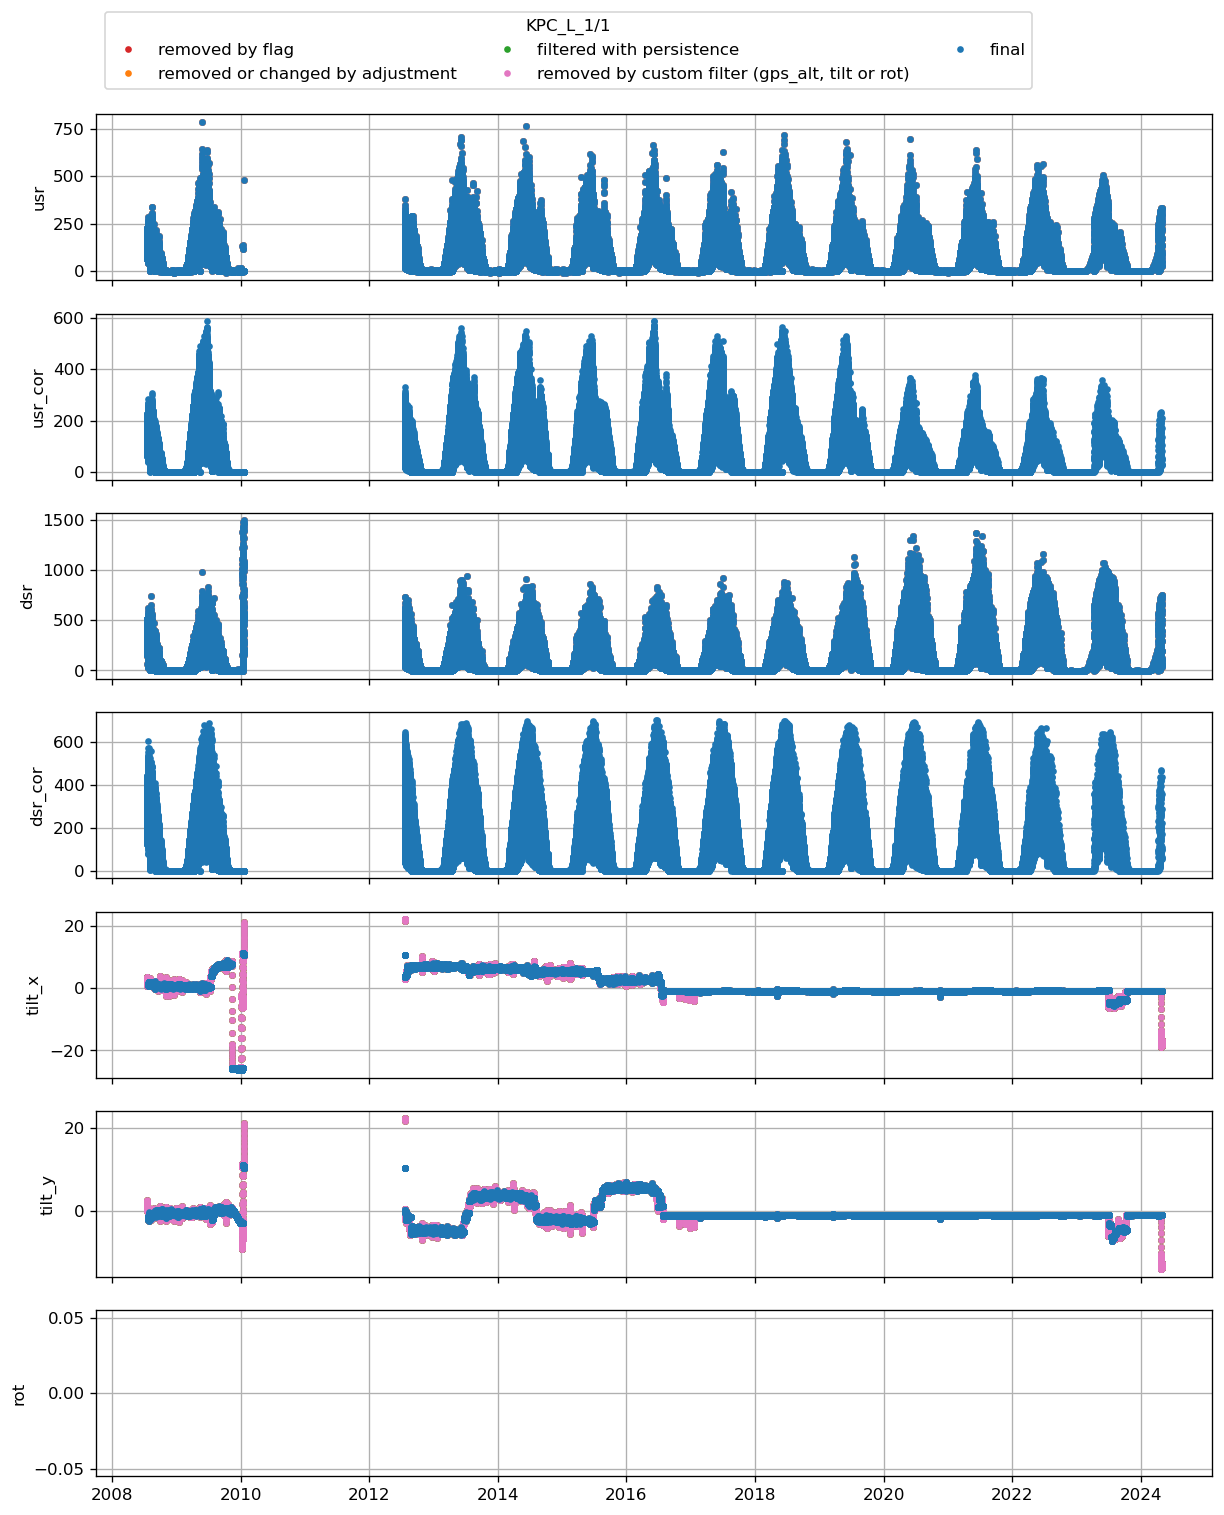 KPC_L_1/1
removed by flag
removed or changed by adjustment
filtered with persistence
removed by custom filter (gps_alt, tilt or rot)
final
750
500
250
0
usr
600
400
200
0
usr_cor
1500
1000
500
0
dsr
600
400
200
0
dsr_cor
20
0
−20
tilt_x
20
0
tilt_y
0.05
0.00
−0.05
rot
2008 2010 2012 2014 2016 2018 2020 2022 2024